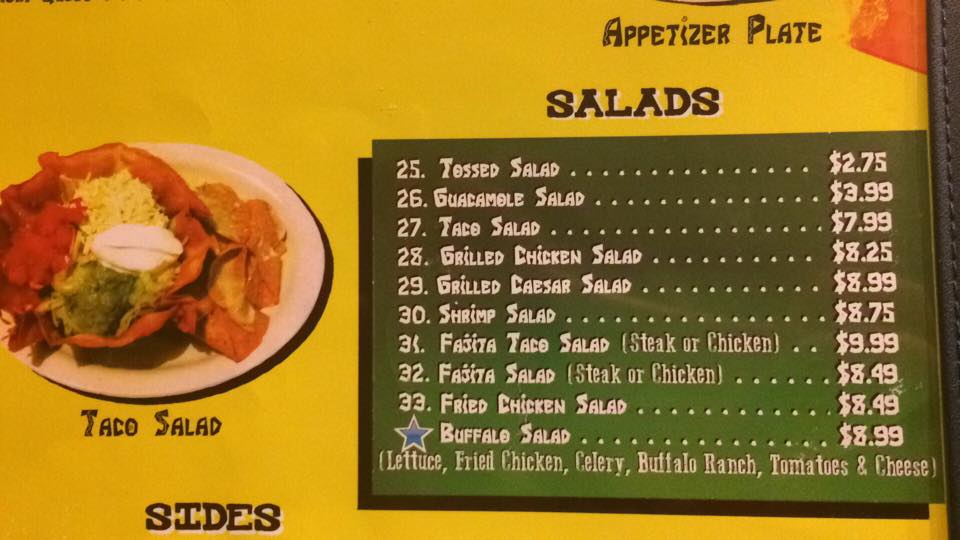 Appetizer Plate
SALADS
25. Tossed Salad . . . . . . . . . . . . . . . $2.75
26. Guacamole Salad . . . . . . . . . . . . . . $3.99
27. Taco Salad . . . . . . . . . . . . . . . . . $7.99
28. Grilled Chicken Salad . . . . . . . . . . $8.25
29. Grilled Caesar Salad . . . . . . . . . . . $8.99
30. Shrimp Salad . . . . . . . . . . . . . . . . $8.75
31. Fajita Taco Salad (Steak or Chicken) . . $9.99
32. Fajita Salad (Steak or Chicken) . . . . . . $8.49
33. Fried Chicken Salad . . . . . . . . . . . . $8.49
Buffalo Salad . . . . . . . . . . . . . . . $8.99
(Lettuce, Fried Chicken, Celery, Buffalo Ranch, Tomatoes & Cheese)
Taco Salad
SIDES